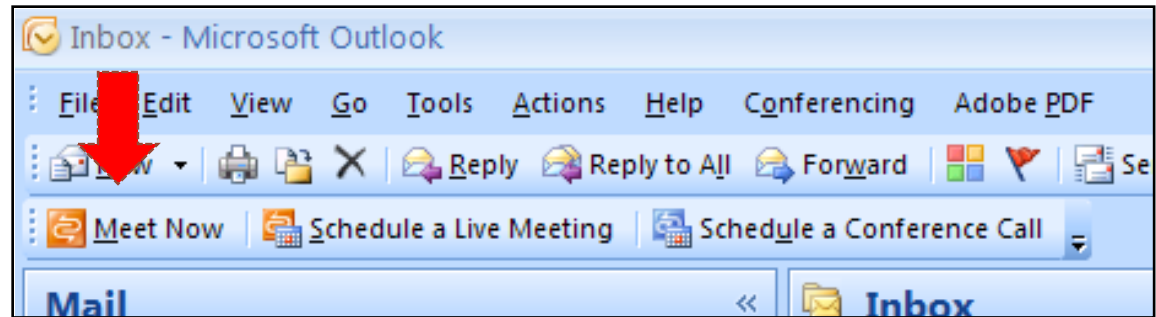 Inbox - Microsoft Outlook
File Edit View Go Tools Actions Help Conferencing Adobe PDF
Reply Reply to All Forward Se
Meet Now Schedule a Live Meeting Schedule a Conference Call
Mail « Inbox